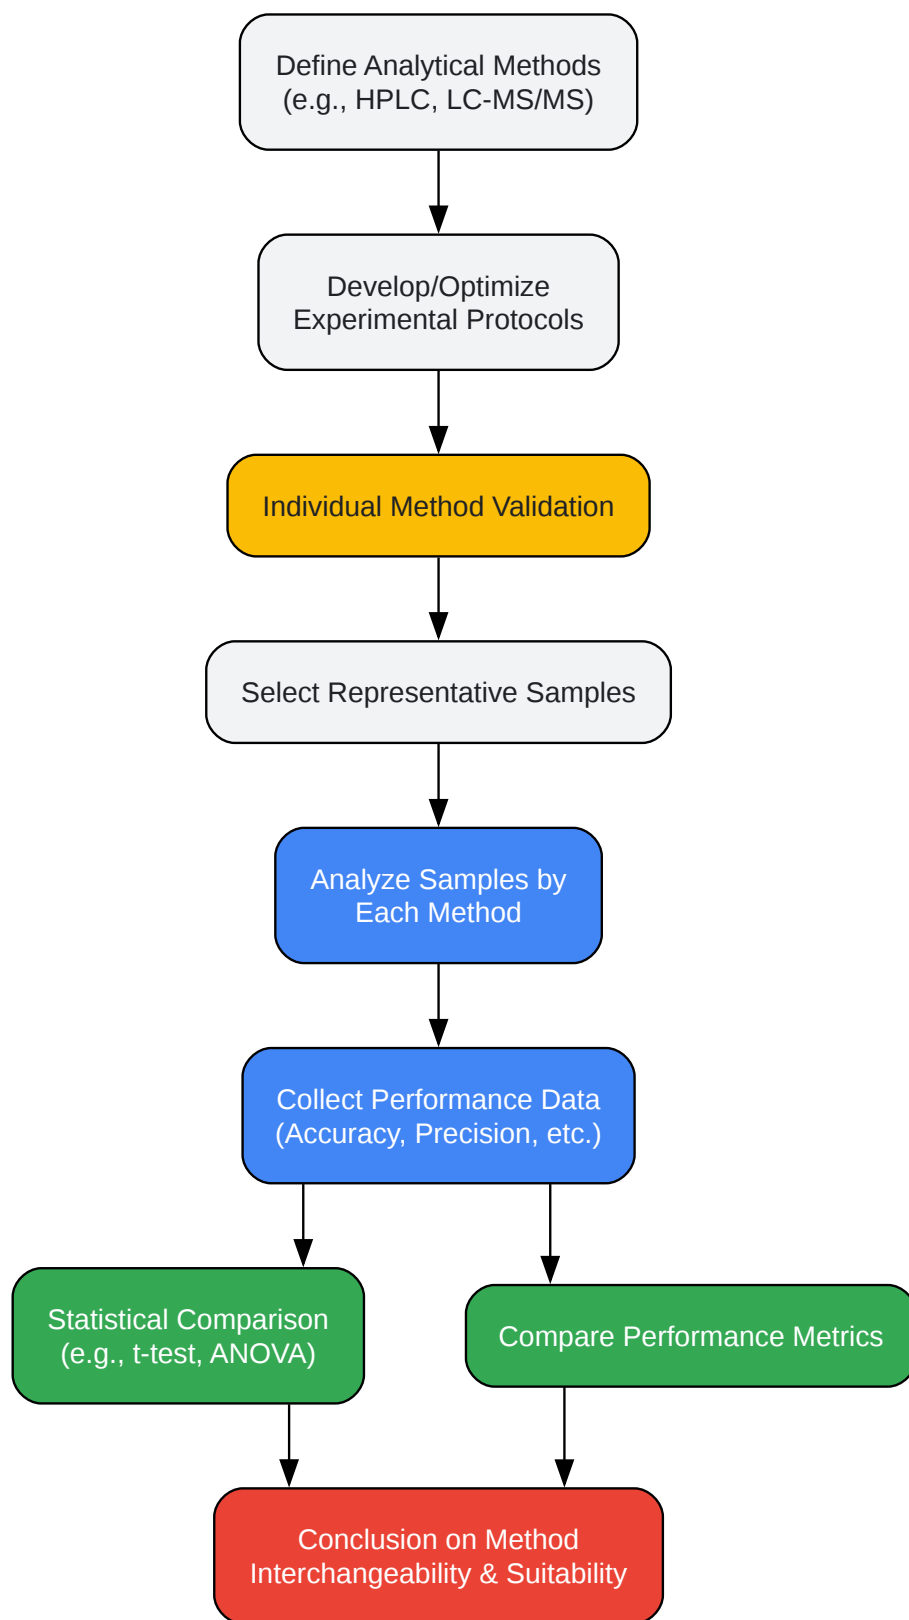 Define Analytical Methods
(e.g., HPLC, LC-MS/MS)
Develop/Optimize
Experimental Protocols
Individual Method Validation
Select Representative Samples
Analyze Samples by
Each Method
Collect Performance Data
(Accuracy, Precision, etc.)
Statistical Comparison
(e.g., t-test, ANOVA)
Compare Performance Metrics
Conclusion on Method
Interchangeability & Suitability